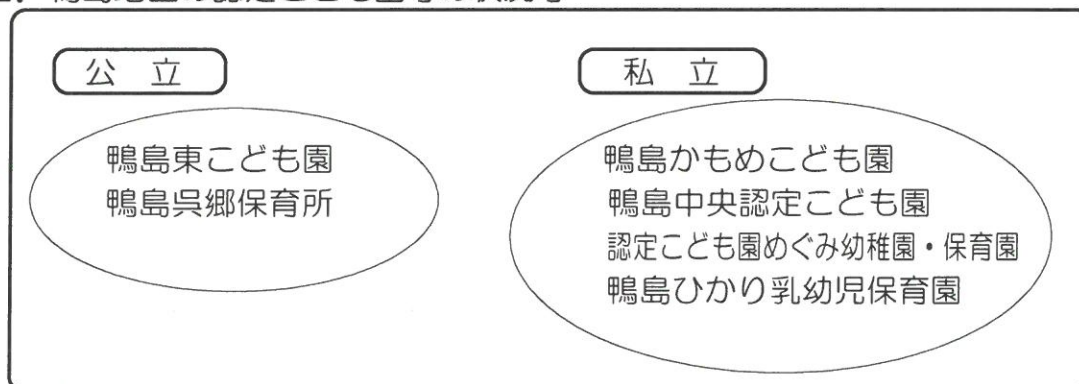 公 立
鴨島東こども園
鴨島呉郷保育所
私 立
鴨島かもめこども園
鴨島中央認定こども園
認定こども園めぐみ幼稚園・保育園
鴨島ひかり乳幼児保育園